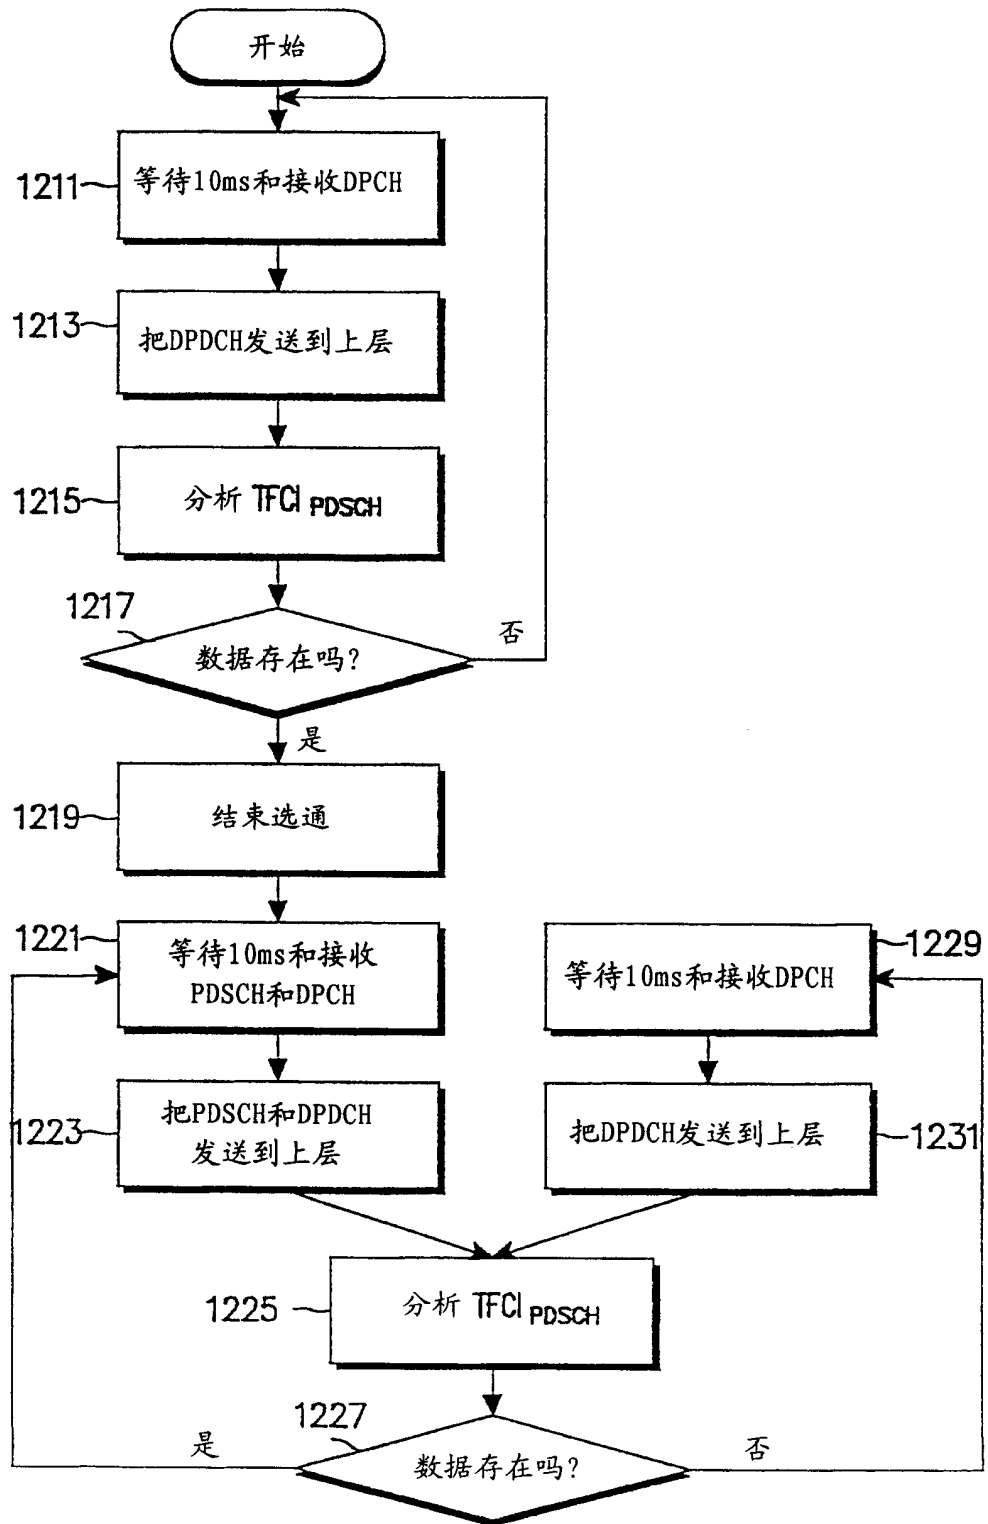 开始
1211
等待10ms和接收DPCH
1213
把DPDCH发送到上层
1215
分析 TFCI PDSCH
1217
数据存在吗?
否
是
1219
结束选通
1221
等待10ms和接收
PDSCH和DPCH
1229
等待10ms和接收DPCH
1223
把PDSCH和DPDCH
发送到上层
把DPDCH发送到上层
1231
1225
分析 TFCI PDSCH
1227
是
数据存在吗?
否